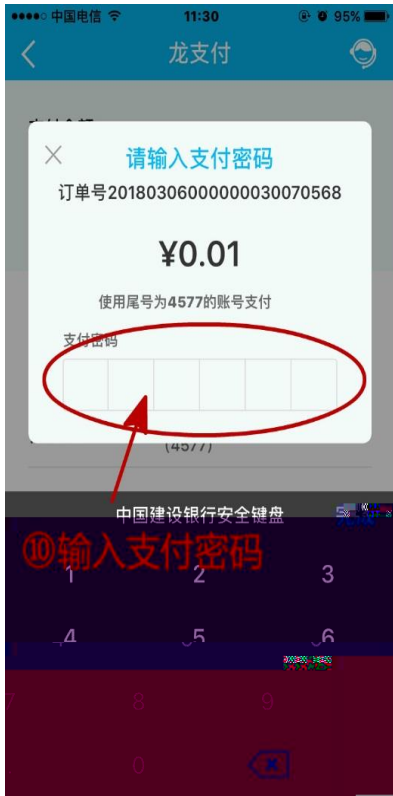 中国电信 11:30 95%
龙支付
请输入支付密码
订单号20180306000000030070568
¥0.01
使用尾号为4577的账号支付
支付密码
(4577)
中国建设银行安全键盘
⑩输入支付密码
1 2 3
4 5 6
7 8 9
0